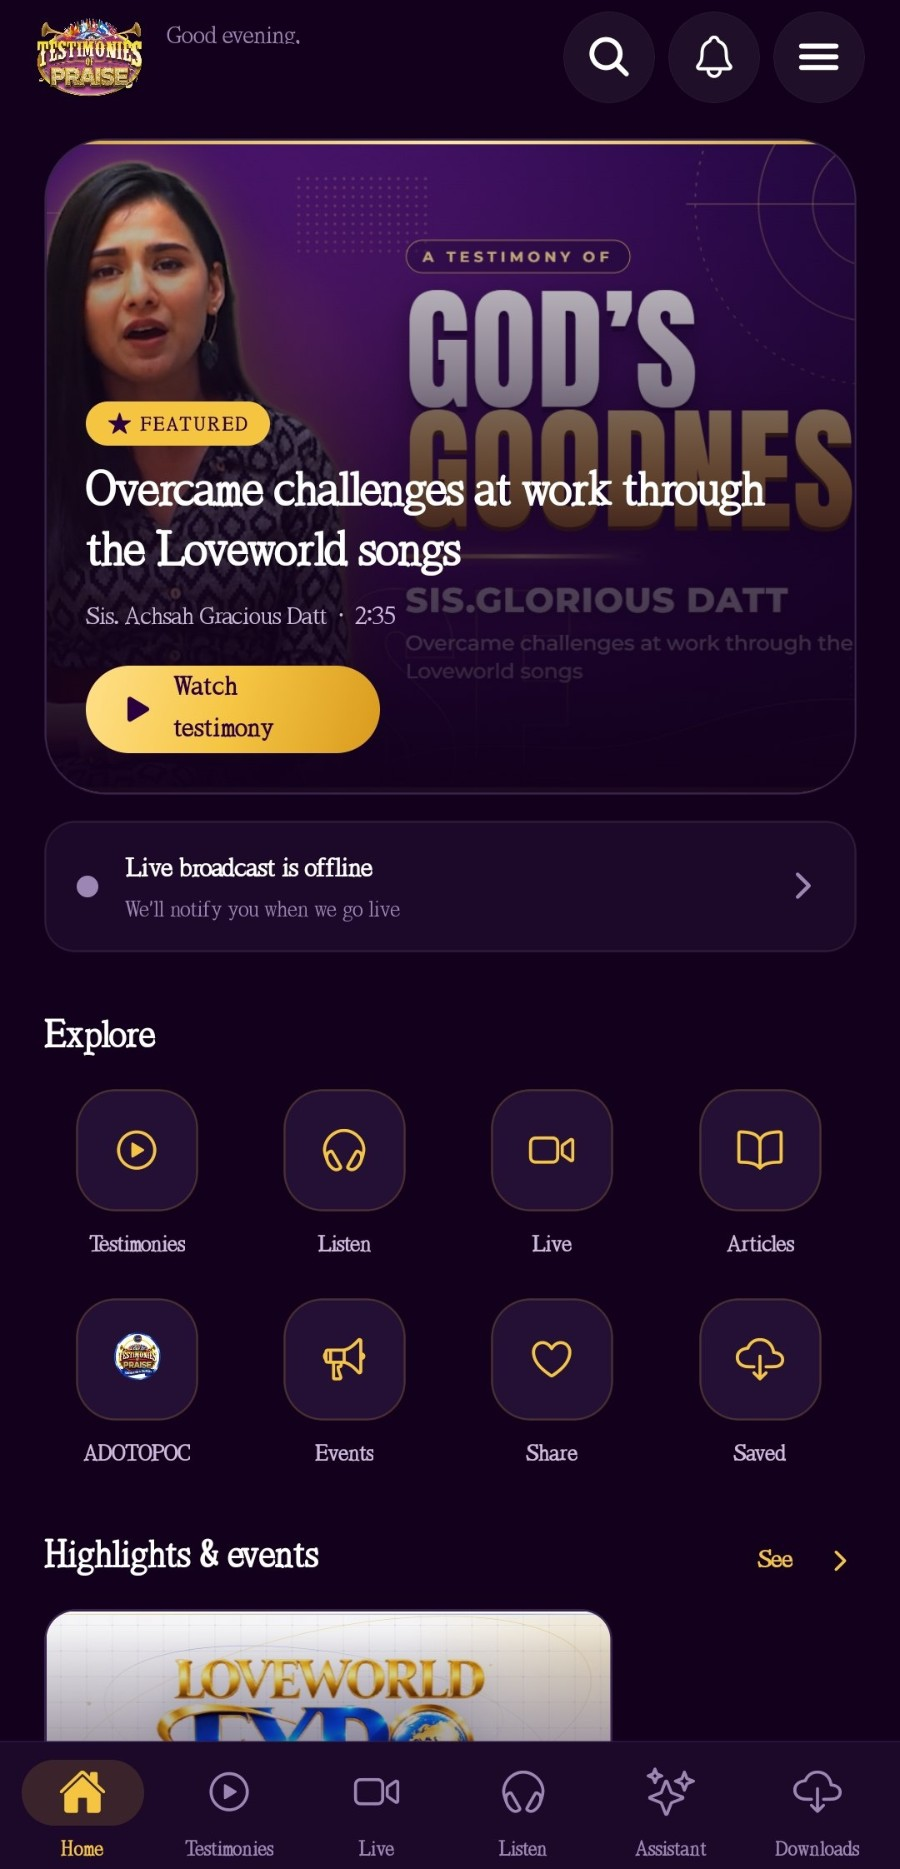 TESTIMONIES
of
PRAISE
Good evening,
A TESTIMONY OF
GOD'S
GOODNES
FEATURED
Overcame challenges at work through
the Loveworld songs
Sis. Achsah Gracious Datt · 2:35
SIS.GLORIOUS DATT
Overcame challenges at work through the
Loveworld songs
Watch
testimony
Live broadcast is offline
We'll notify you when we go live
Explore
Testimonies
Listen
Live
Articles
TESTIMONIES
PRAISE
ADOTOPOC
Events
Share
Saved
Highlights & events
See
LOVEWORLD
Home
Testimonies
Live
Listen
Assistant
Downloads